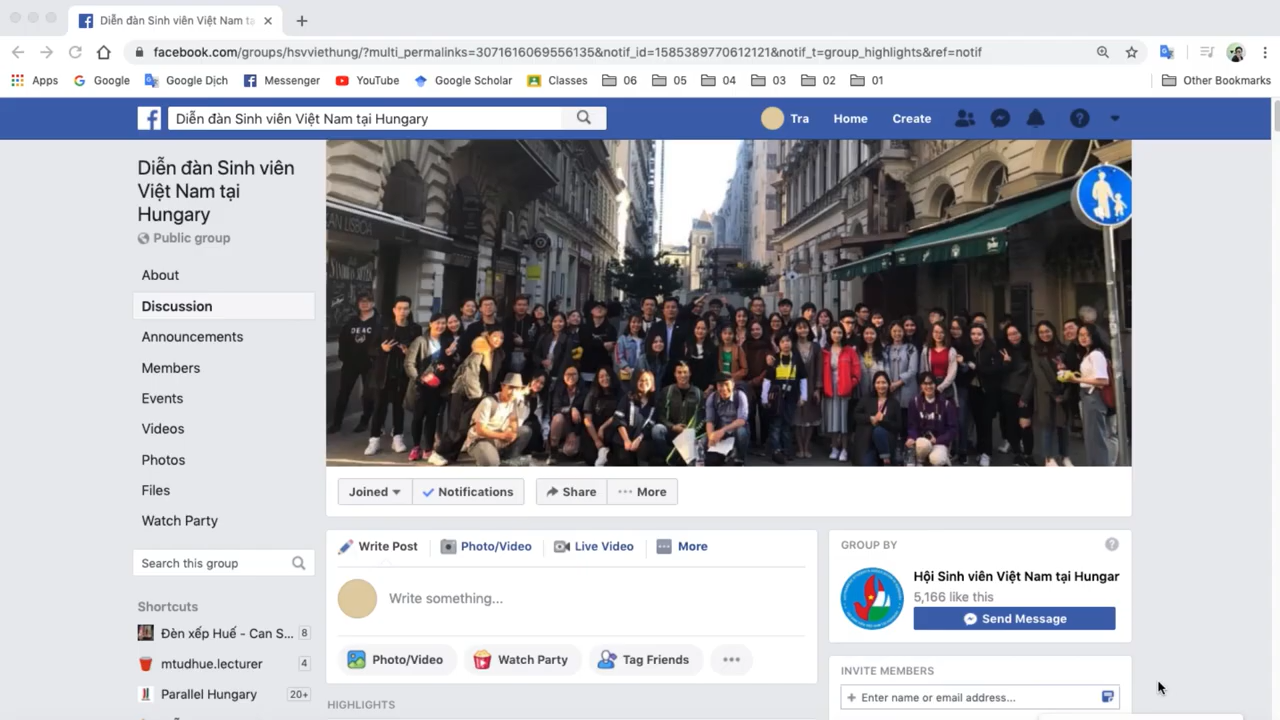 Diễn đàn Sinh viên Việt Nam tạ
facebook.com/groups/hsvviethung/?multi_permalinks=3071616069556135&notif_id=1585389770612121&notif_t=group_highlights&ref=notif
Apps Google Google Dịch Messenger YouTube Google Scholar Classes 06 05 04 03 02 01 Other Bookmarks
Diễn đàn Sinh viên Việt Nam tại Hungary
Tra Home Create
Diễn đàn Sinh viên
Việt Nam tại
Hungary
Public group
About
Discussion
Announcements
Members
Events
Videos
Photos
Files
Watch Party
Search this group
Shortcuts
Đèn xếp Huế - Can S... 8
mtudhue.lecturer 4
Parallel Hungary 20+
DEAC
Joined Notifications Share More
Write Post Photo/Video Live Video More
Write something...
Photo/Video Watch Party Tag Friends
HIGHLIGHTS
GROUP BY
Hội Sinh viên Việt Nam tại Hungar
5,166 like this
Send Message
INVITE MEMBERS
+ Enter name or email address...